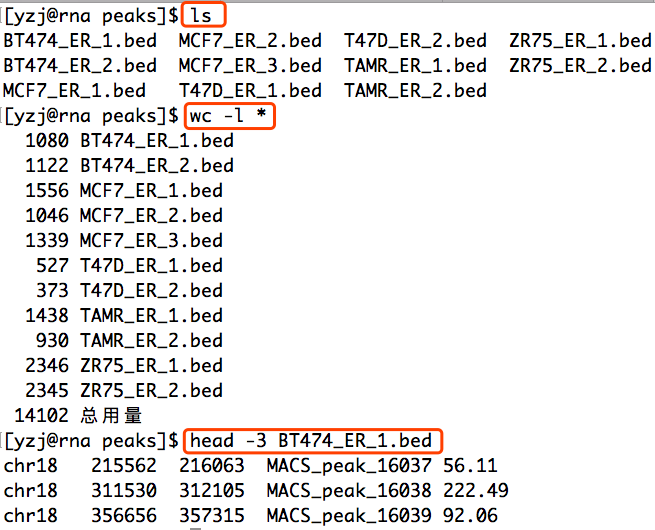 [yzj@rna peaks]$ ls
BT474_ER_1.bed MCF7_ER_2.bed T47D_ER_2.bed ZR75_ER_1.bed
BT474_ER_2.bed MCF7_ER_3.bed TAMR_ER_1.bed ZR75_ER_2.bed
MCF7_ER_1.bed T47D_ER_1.bed TAMR_ER_2.bed
[yzj@rna peaks]$ wc -l *
1080 BT474_ER_1.bed
1122 BT474_ER_2.bed
1556 MCF7_ER_1.bed
1046 MCF7_ER_2.bed
1339 MCF7_ER_3.bed
527 T47D_ER_1.bed
373 T47D_ER_2.bed
1438 TAMR_ER_1.bed
930 TAMR_ER_2.bed
2346 ZR75_ER_1.bed
2345 ZR75_ER_2.bed
14102 总用量
[yzj@rna peaks]$ head -3 BT474_ER_1.bed
chr18 215562 216063 MACS_peak_16037 56.11
chr18 311530 312105 MACS_peak_16038 222.49
chr18 356656 357315 MACS_peak_16039 92.06